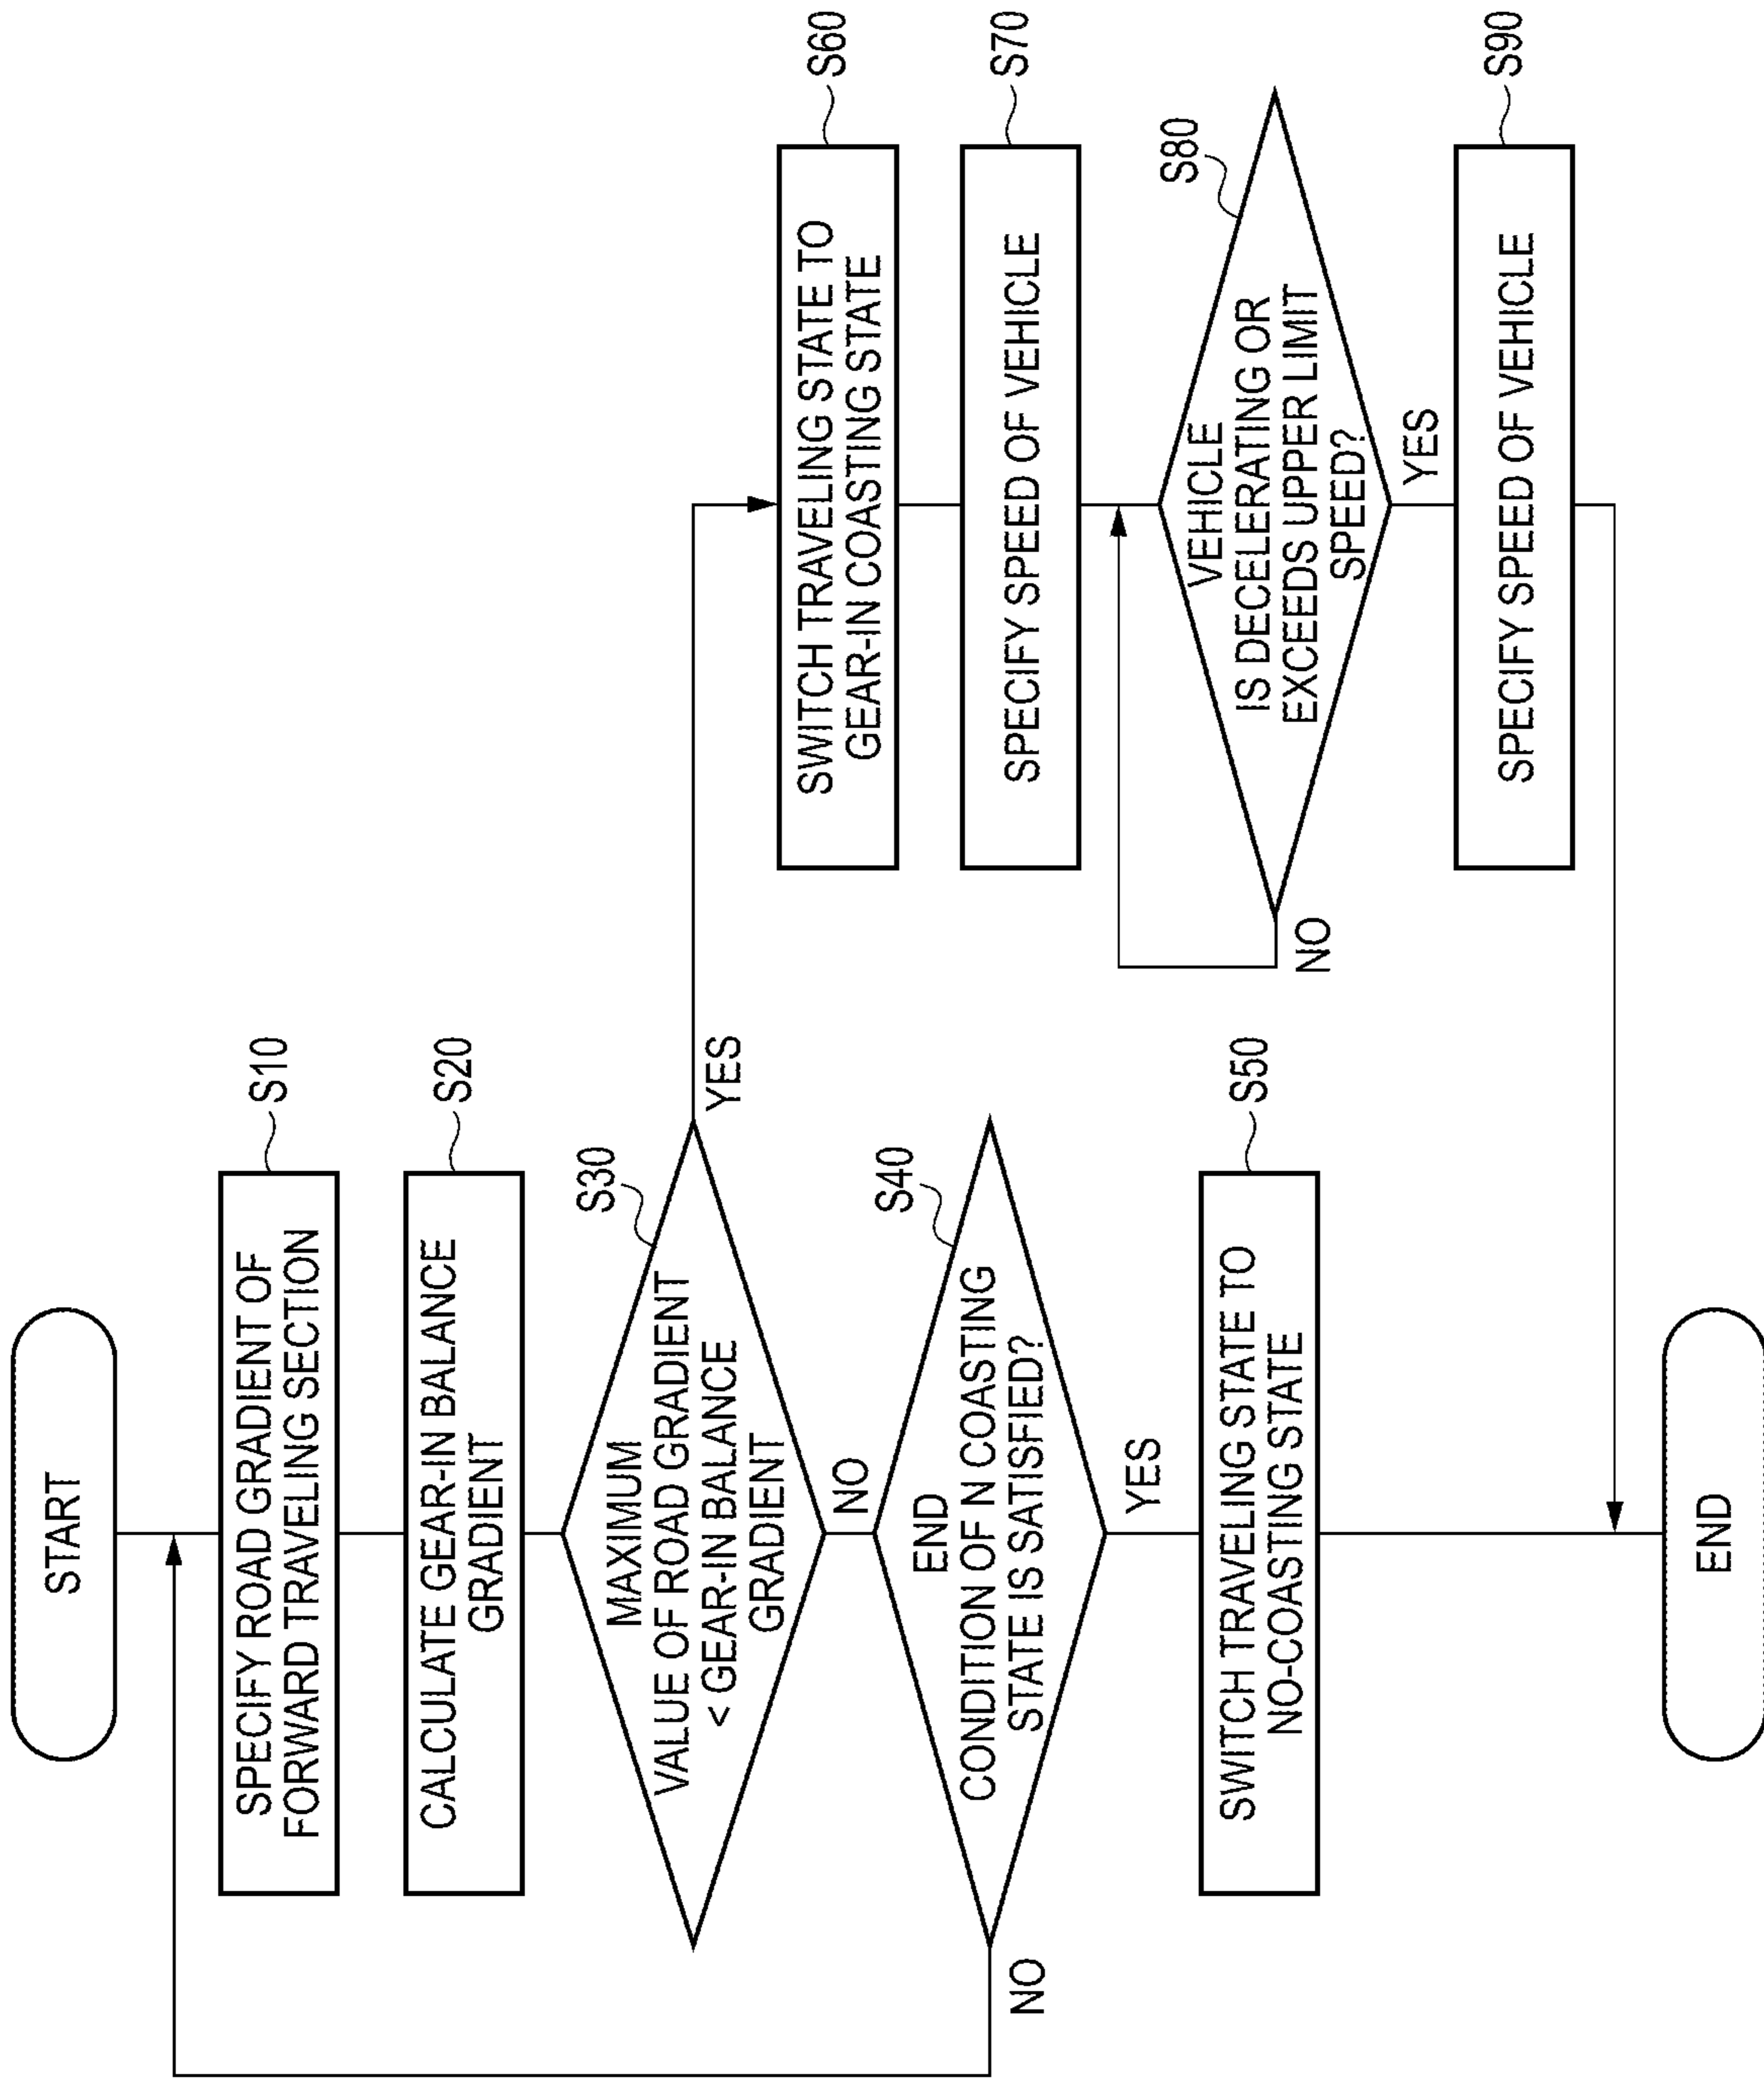 START
SPECIFY ROAD GRADIENT OF
FORWARD TRAVELING SECTION
S10
CALCULATE GEAR-IN BALANCE
GRADIENT
S20
MAXIMUM
VALUE OF ROAD GRADIENT
< GEAR-IN BALANCE
GRADIENT
S30
YES
NO
END
CONDITION OF N COASTING
STATE IS SATISFIED?
S40
NO
YES
SWITCH TRAVELING STATE TO
NO-COASTING STATE
S50
SWITCH TRAVELING STATE TO
GEAR-IN COASTING STATE
S60
SPECIFY SPEED OF VEHICLE
S70
VEHICLE
IS DECELERATING OR
EXCEEDS UPPER LIMIT
SPEED?
S80
NO
YES
SPECIFY SPEED OF VEHICLE
S90
END